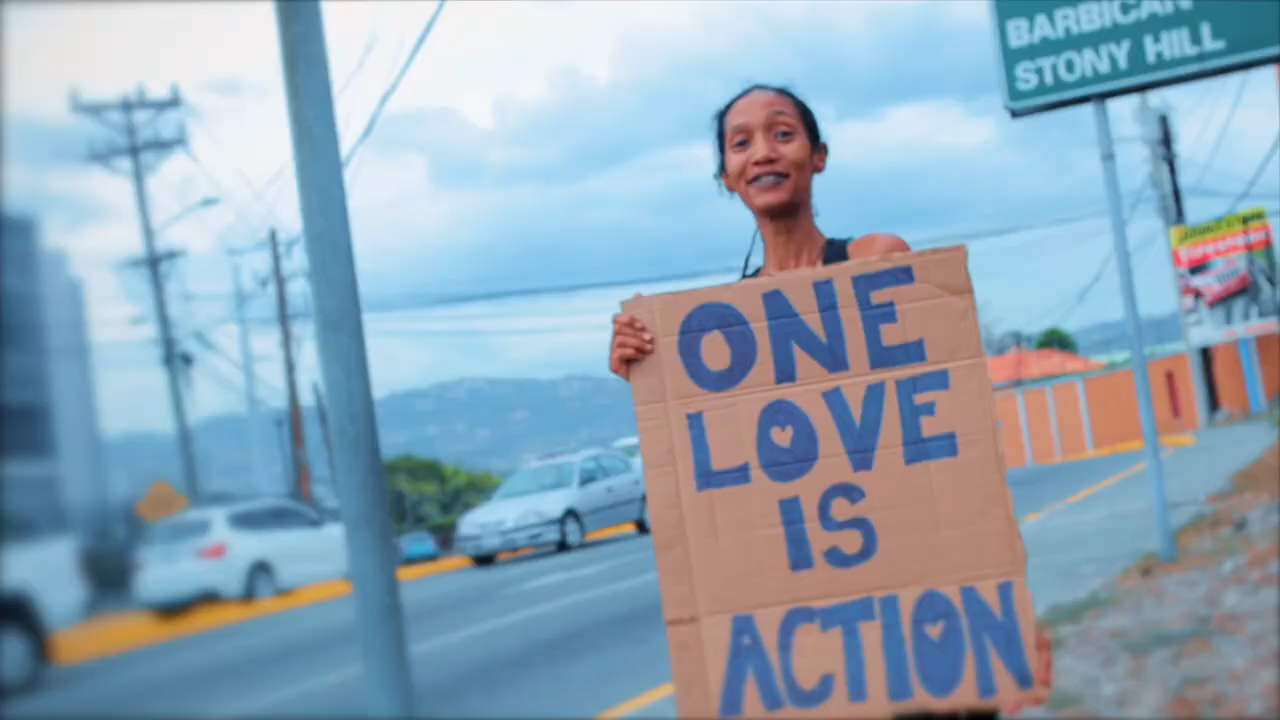 BARBICAN
STONY HILL
ONE
LOVE
IS
ACTION